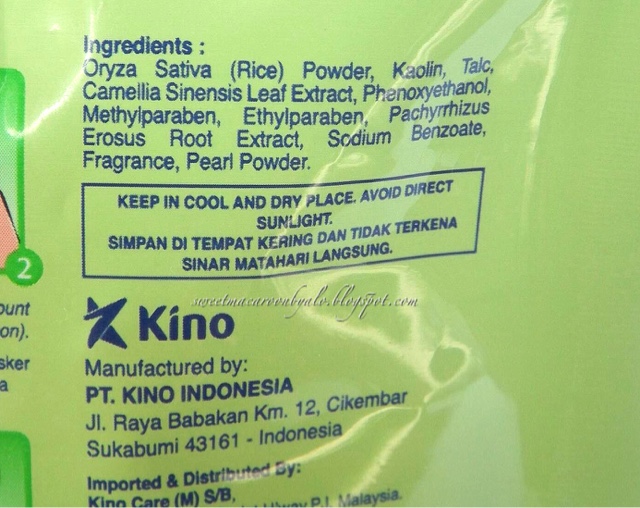 Ingredients :
Oryza Sativa (Rice) Powder, Kaolin, Talc,
Camellia Sinensis Leaf Extract, Phenoxyethanol,
Methylparaben, Ethylparaben, Pachyrrhizus
Erosus Root Extract, Sodium Benzoate,
Fragrance, Pearl Powder.
KEEP IN COOL AND DRY PLACE. AVOID DIRECT
SUNLIGHT.
SIMPAN DI TEMPAT KERING DAN TIDAK TERKENA
SINAR MATAHARI LANGSUNG.
2
sweetmacaroonbyalv.blogspot.com
Kino
on).
Manufactured by:
PT. KINO INDONESIA
Jl. Raya Babakan Km. 12, Cikembar
Sukabumi 43161 - Indonesia
Imported & Distributed By:
Kino Care (M) S/B,
P.J. Malaysia.